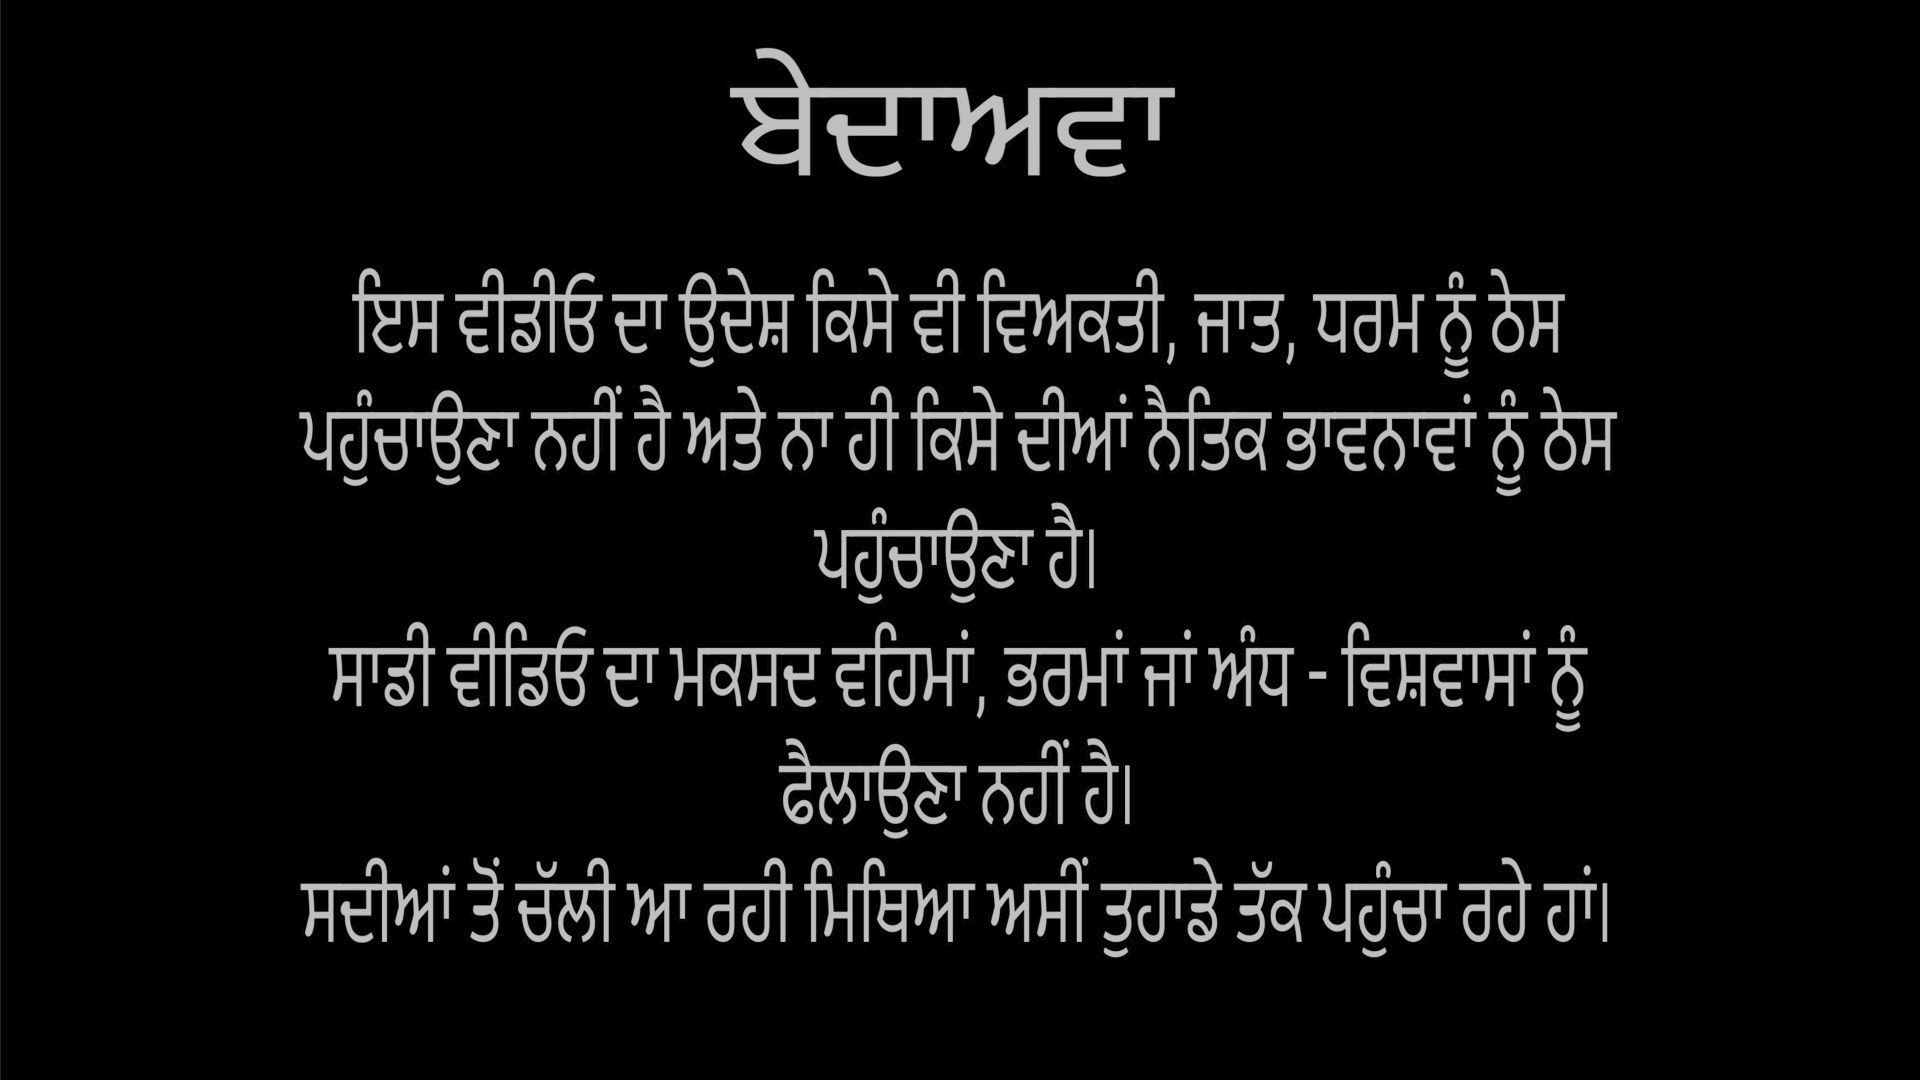 ਬੇਦਾਅਵਾ
ਇਸ ਵੀਡੀਓ ਦਾ ਉਦੇਸ਼ ਕਿਸੇ ਵੀ ਵਿਅਕਤੀ, ਜਾਤ, ਧਰਮ ਨੂੰ ਠੇਸ
ਪਹੁੰਚਾਉਣਾ ਨਹੀਂ ਹੈ ਅਤੇ ਨਾ ਹੀ ਕਿਸੇ ਦੀਆਂ ਨੈਤਿਕ ਭਾਵਨਾਵਾਂ ਨੂੰ ਠੇਸ
ਪਹੁੰਚਾਉਣਾ ਹੈ।
ਸਾਡੀ ਵੀਡਿਓ ਦਾ ਮਕਸਦ ਵਹਿਮਾਂ, ਭਰਮਾਂ ਜਾਂ ਅੰਧ - ਵਿਸ਼ਵਾਸਾਂ ਨੂੰ
ਫੈਲਾਉਣਾ ਨਹੀਂ ਹੈ।
ਸਦੀਆਂ ਤੋਂ ਚੱਲੀ ਆ ਰਹੀ ਮਿਥਿਆ ਅਸੀਂ ਤੁਹਾਡੇ ਤੱਕ ਪਹੁੰਚਾ ਰਹੇ ਹਾਂ।